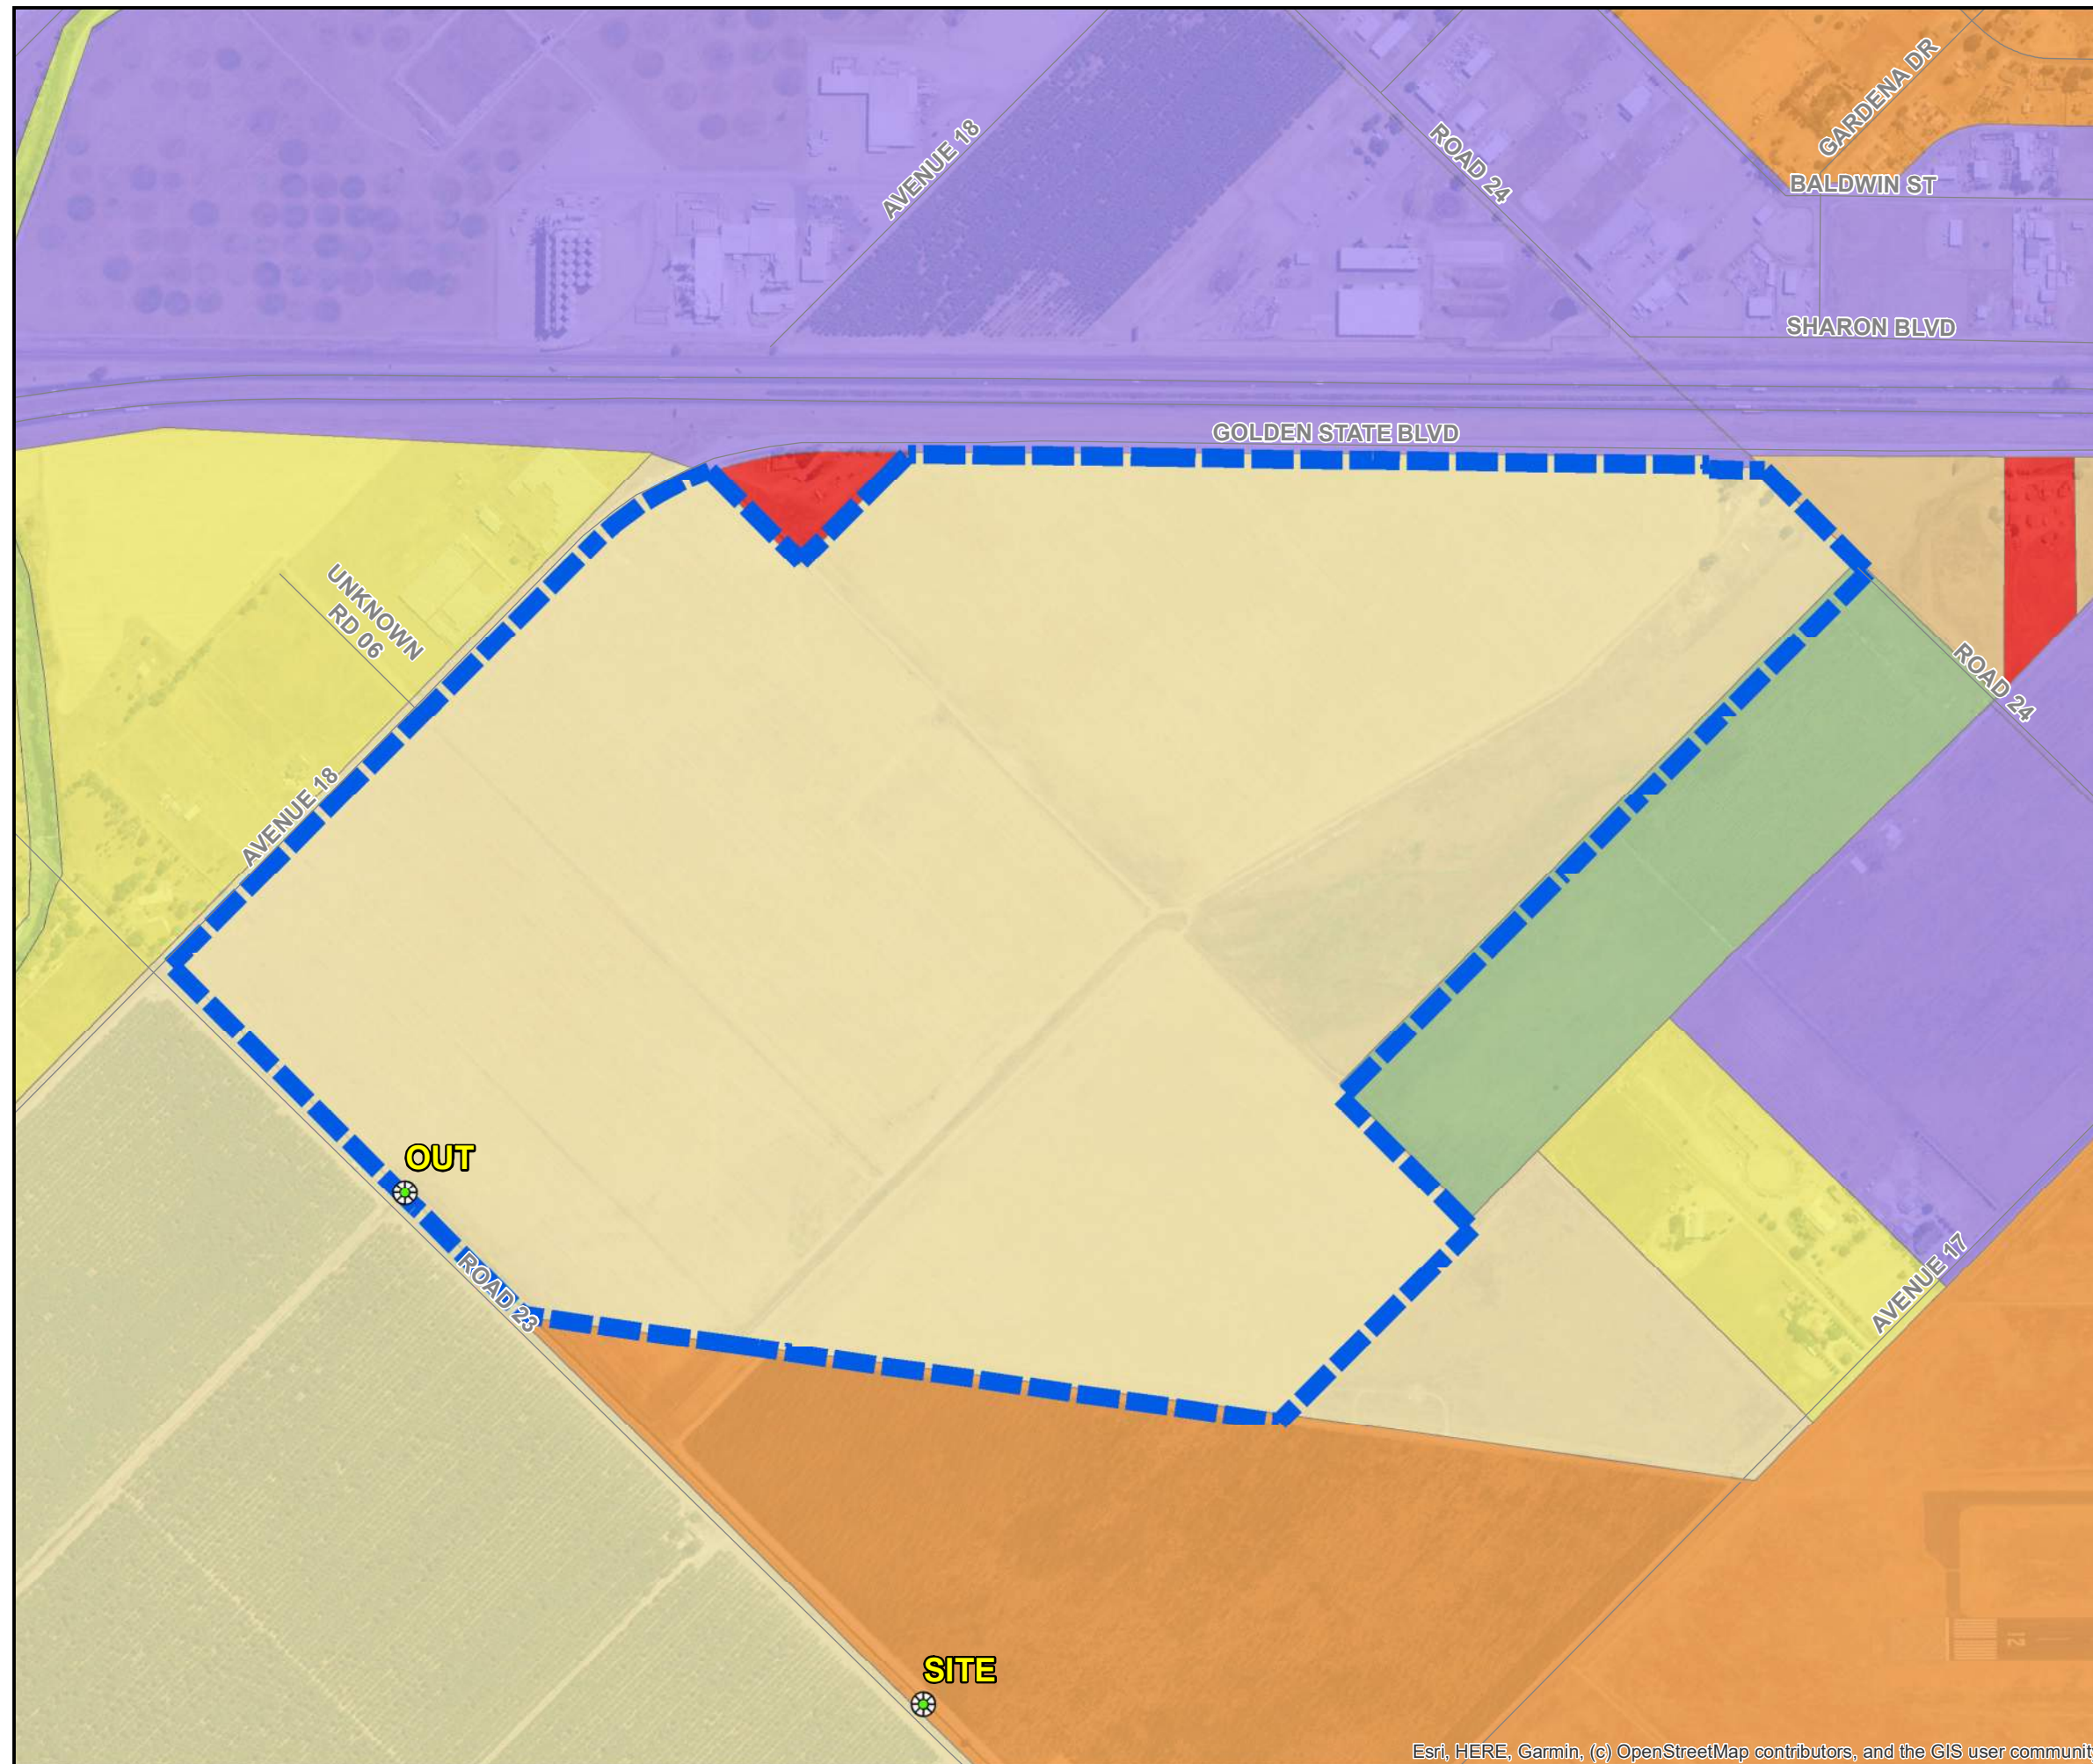 GARDENA DR
AVENUE 18
ROAD 24
BALDWIN ST
SHARON BLVD
GOLDEN STATE BLVD
UNKNOWN
RD 06
ROAD 24
AVENUE 18
OUT
ROAD 23
AVENUE 17
SITE
12
Esri, HERE, Garmin, (c) OpenStreetMap contributors, and the GIS user communit